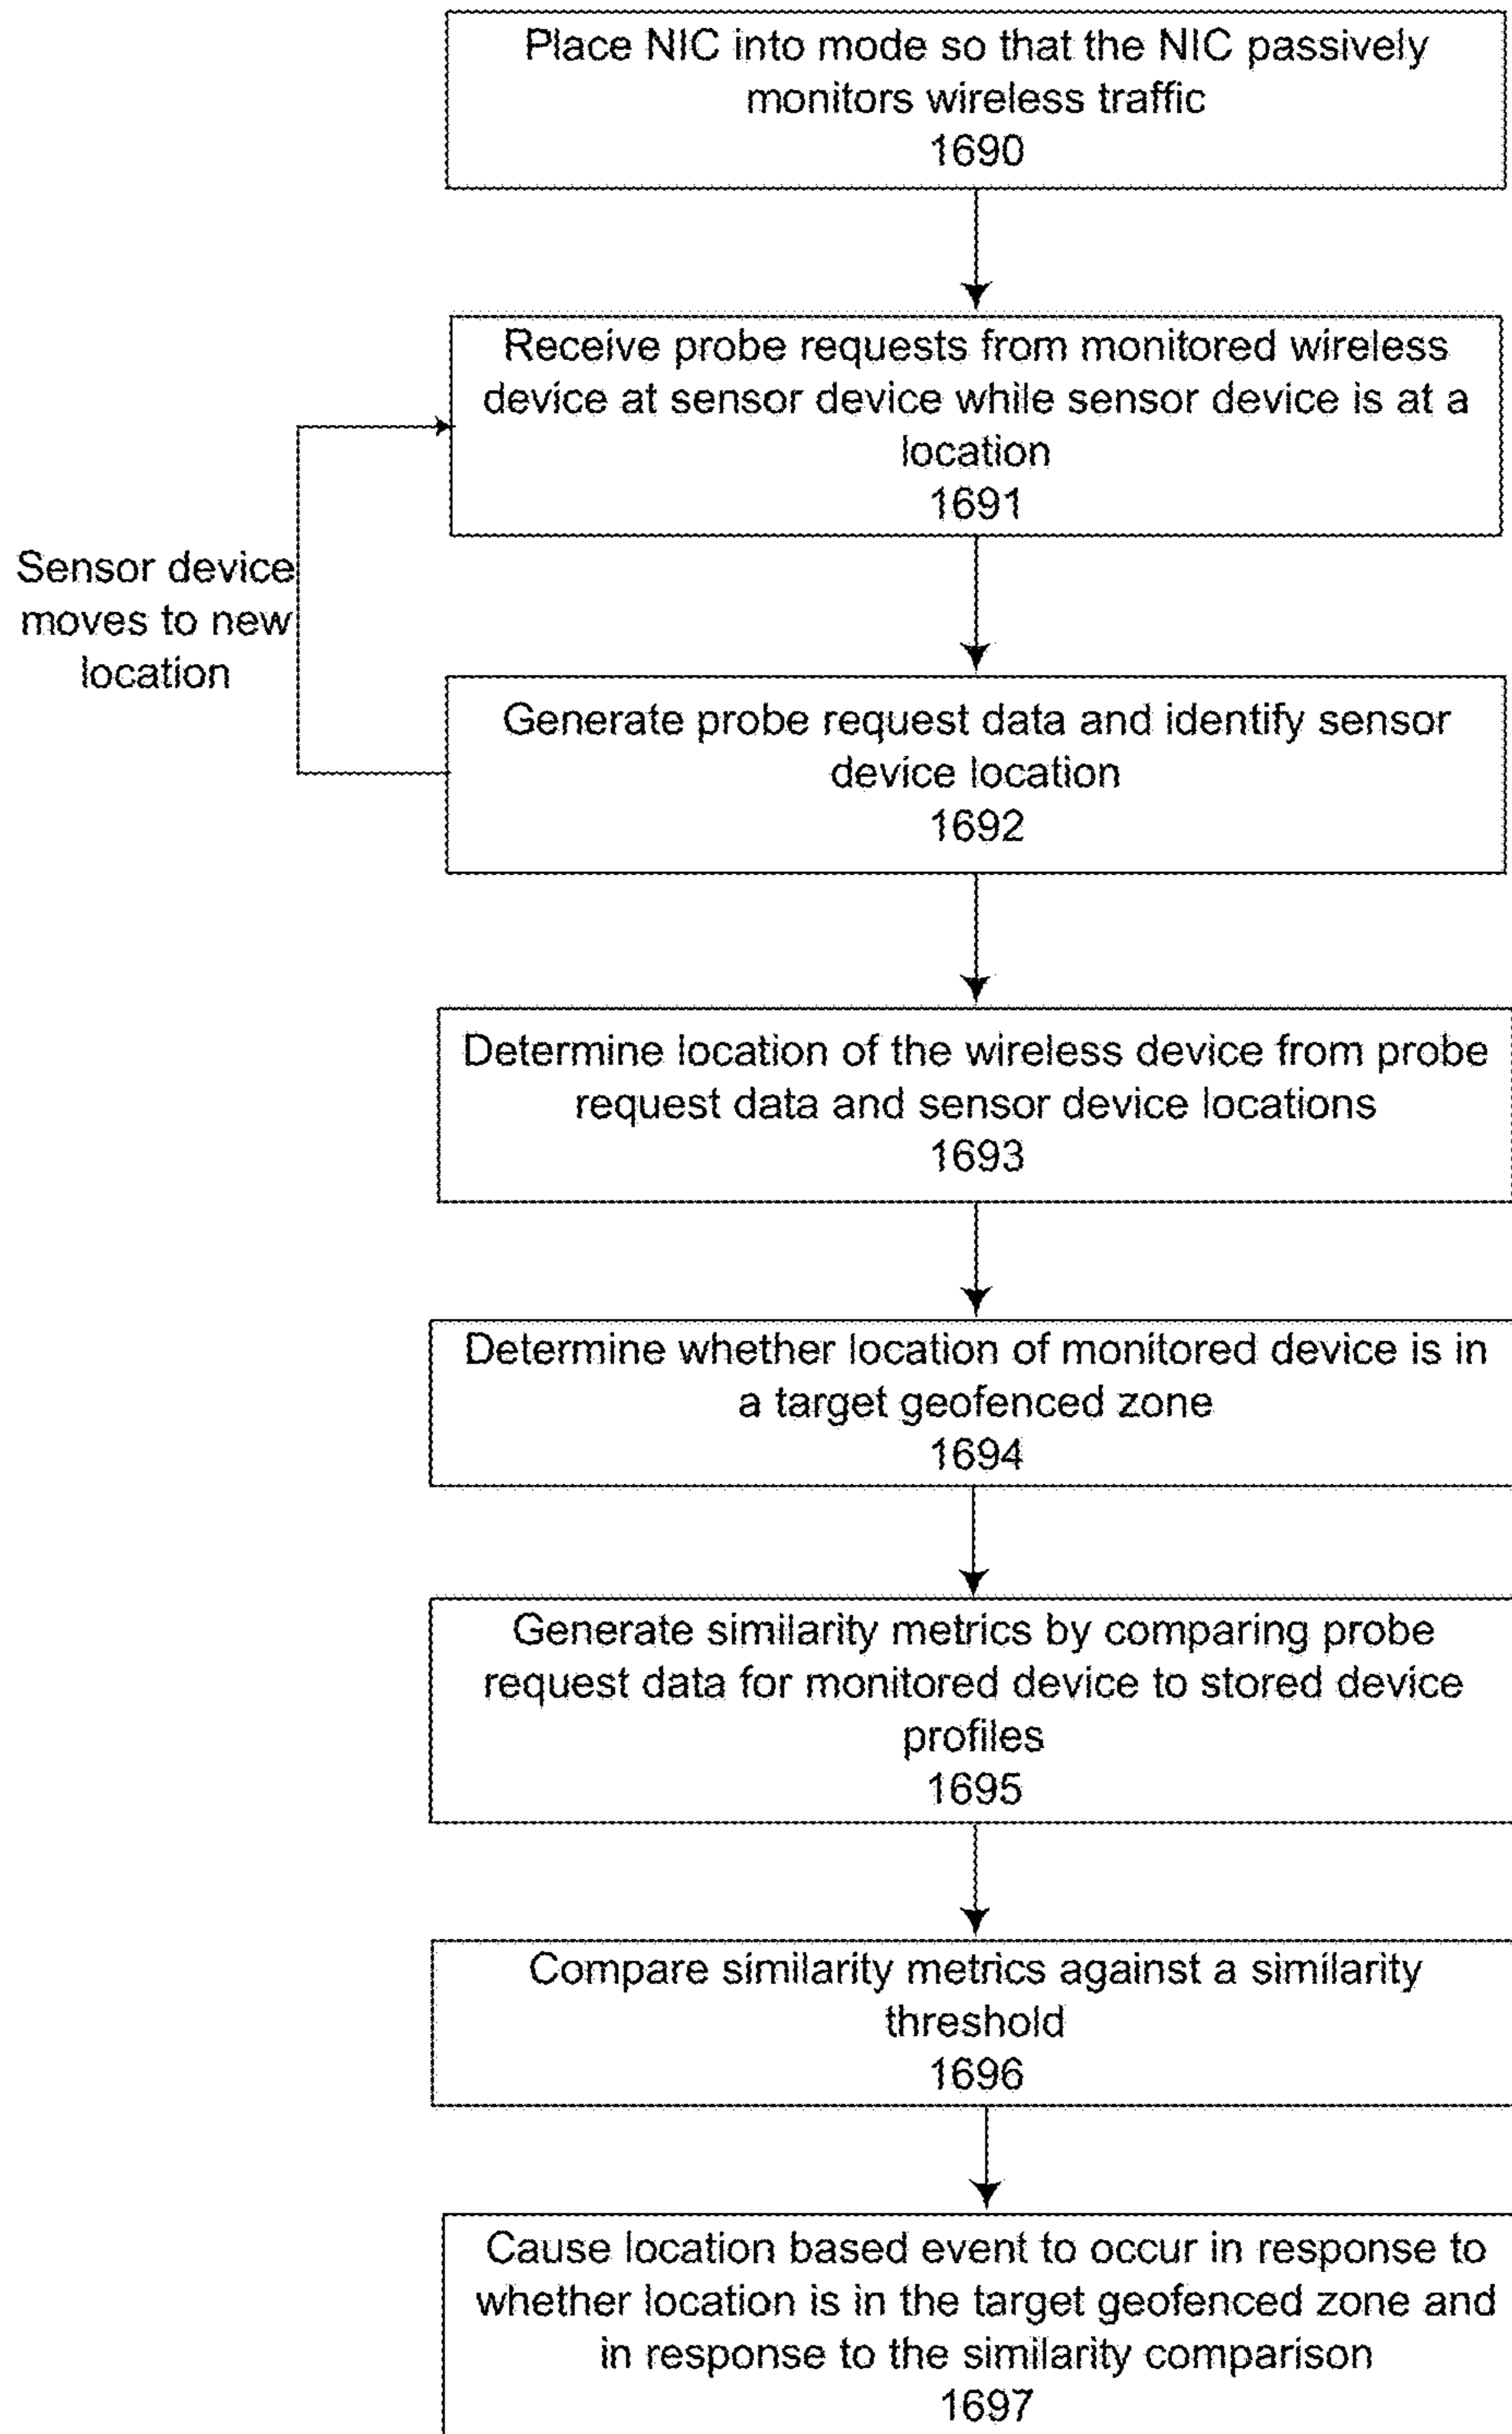 Place NIC into mode so that the NIC passively
monitors wireless traffic
1690
Receive probe requests from monitored wireless
device at sensor device while sensor device is at a
location
1691
Sensor device
moves to new
location
Generate probe request data and identify sensor
device location
1692
Determine location of the wireless device from probe
request data and sensor device locations
1693
Determine whether location of monitored device is in
a target geofenced zone
1694
Generate similarity metrics by comparing probe
request data for monitored device to stored device
profiles
1695
Compare similarity metrics against a similarity
threshold
1696
Cause location based event to occur in response to
whether location is in the target geofenced zone and
in response to the similarity comparison
1697